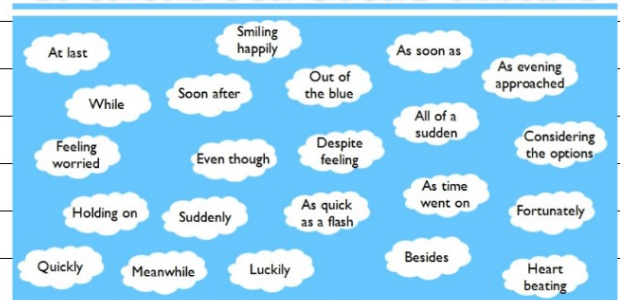 At last
Smiling
happily
As soon as
As evening
approached
While
Soon after
Out of
the blue
All of a
sudden
Feeling
worried
Even though
Despite
feeling
Considering
the options
Holding on
Suddenly
As quick
as a flash
As time
went on
Fortunately
Quickly
Meanwhile
Luckily
Besides
Heart
beating